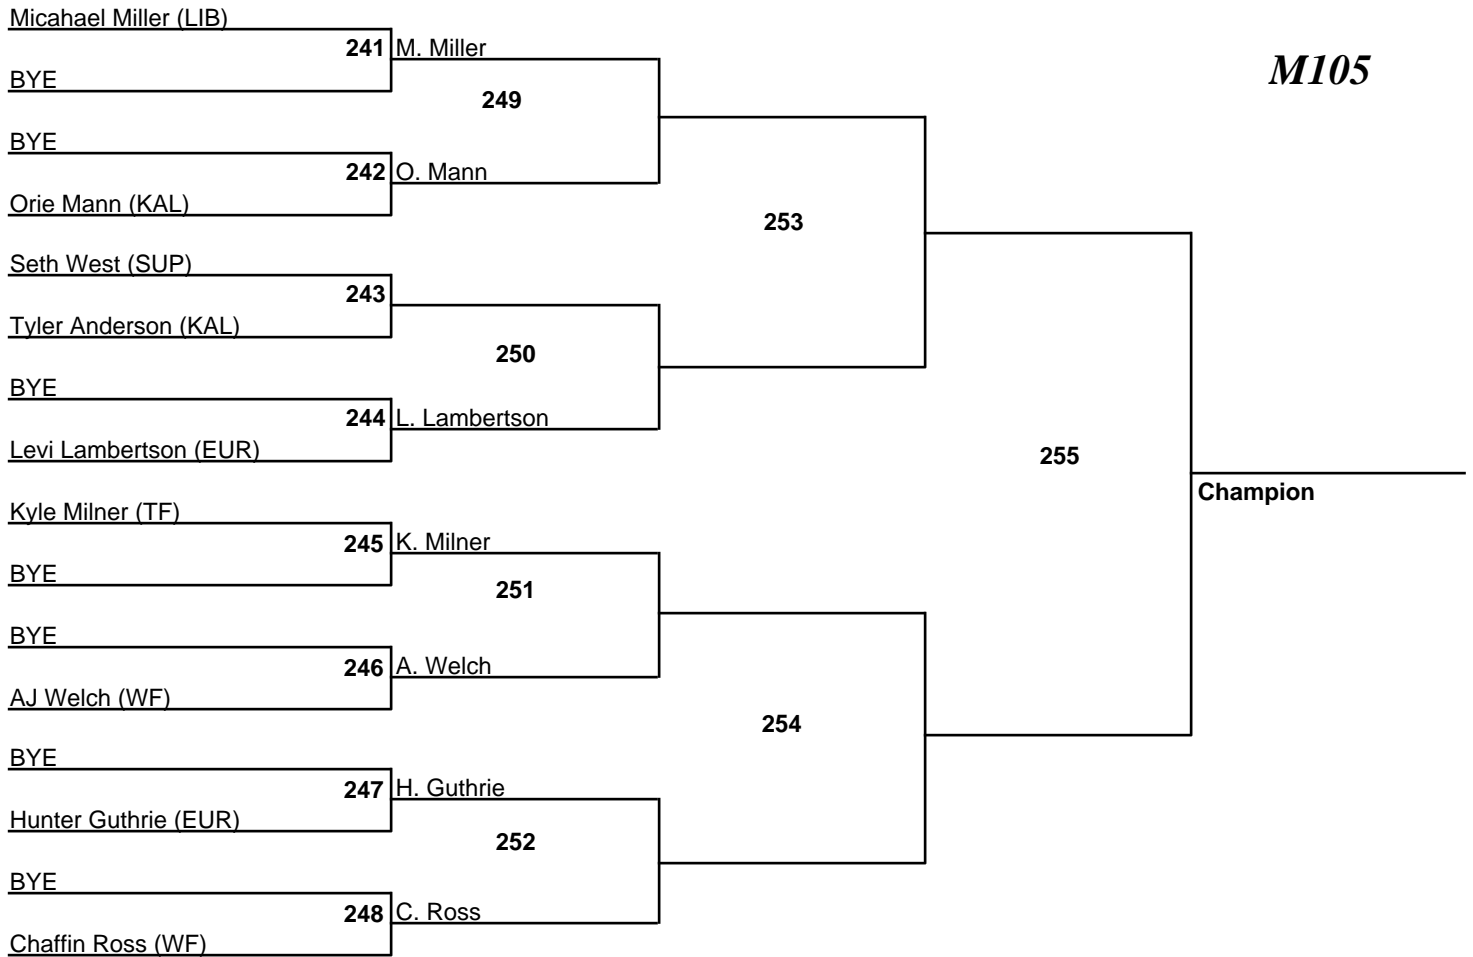 Micahael Miller (LIB)
241 M. Miller
M105
BYE
249
BYE
242 O. Mann
Orie Mann (KAL)
253
Seth West (SUP)
243
Tyler Anderson (KAL)
250
BYE
244 L. Lambertson
Levi Lambertson (EUR)
255
Champion
Kyle Milner (TF)
245 K. Milner
BYE
251
BYE
246 A. Welch
AJ Welch (WF)
254
BYE
247 H. Guthrie
Hunter Guthrie (EUR)
252
BYE
248 C. Ross
Chaffin Ross (WF)